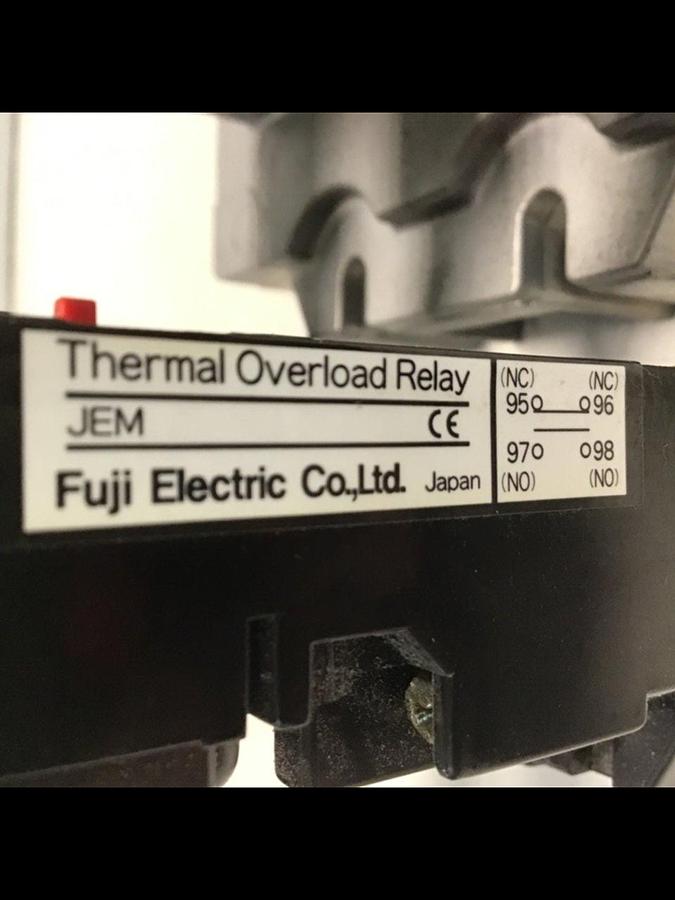 Thermal Overload Relay
JEM CE
Fuji Electric Co.,Ltd. Japan
(NC) (NC)
95 96
97 98
(NO) (NO)